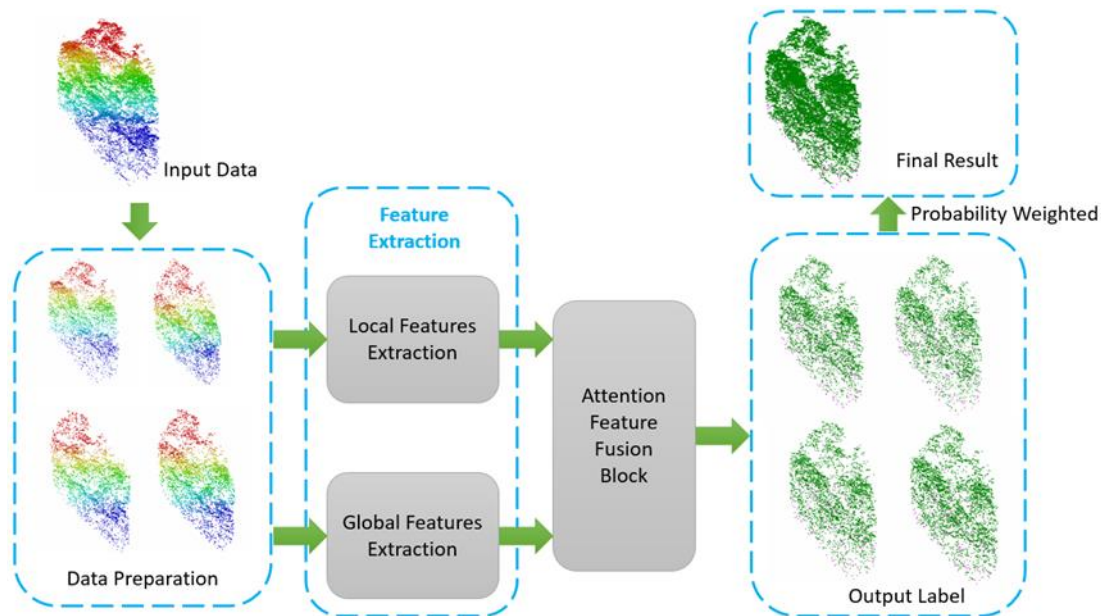 Input Data
Data Preparation
Feature
Extraction
Local Features
Extraction
Global Features
Extraction
Attention
Feature
Fusion
Block
Final Result
Probability Weighted
Output Label